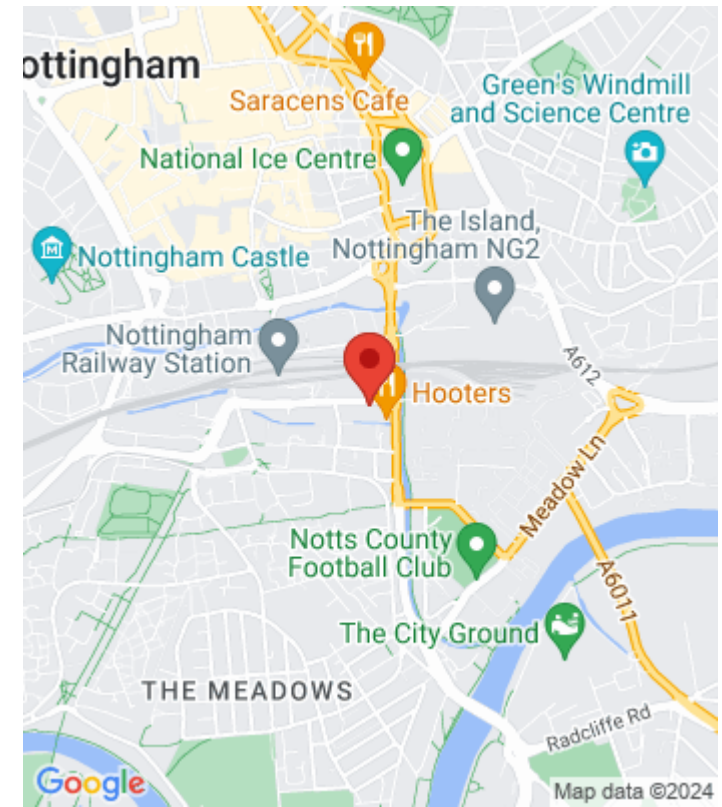 ottingham
Saracens Cafe
Green's Windmill
and Science Centre
National Ice Centre
The Island,
Nottingham NG2
Nottingham Castle
Nottingham
Railway Station
A612
Hooters
Meadow Ln
Notts County
Football Club
A6011
The City Ground
THE MEADOWS
Radcliffe Rd
Google
Map data ©2024